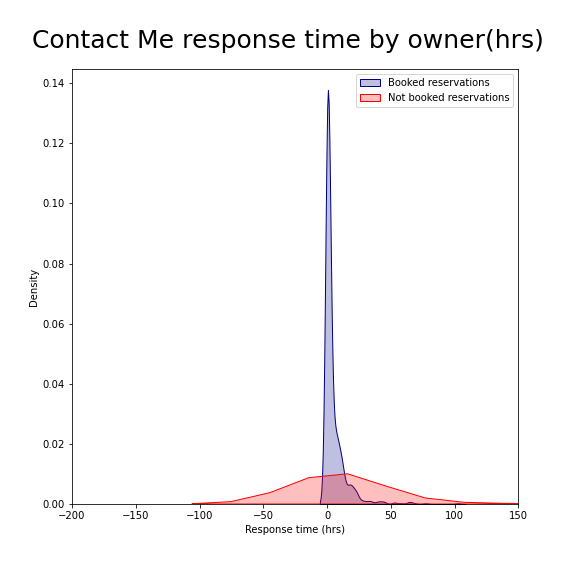 Contact Me response time by owner(hrs)
Booked reservations
Not booked reservations
0.14
0.12
0.10
0.08
0.06
0.04
0.02
0.00
Density
−200 −150 −100 −50 0 50 100 150
Response time (hrs)